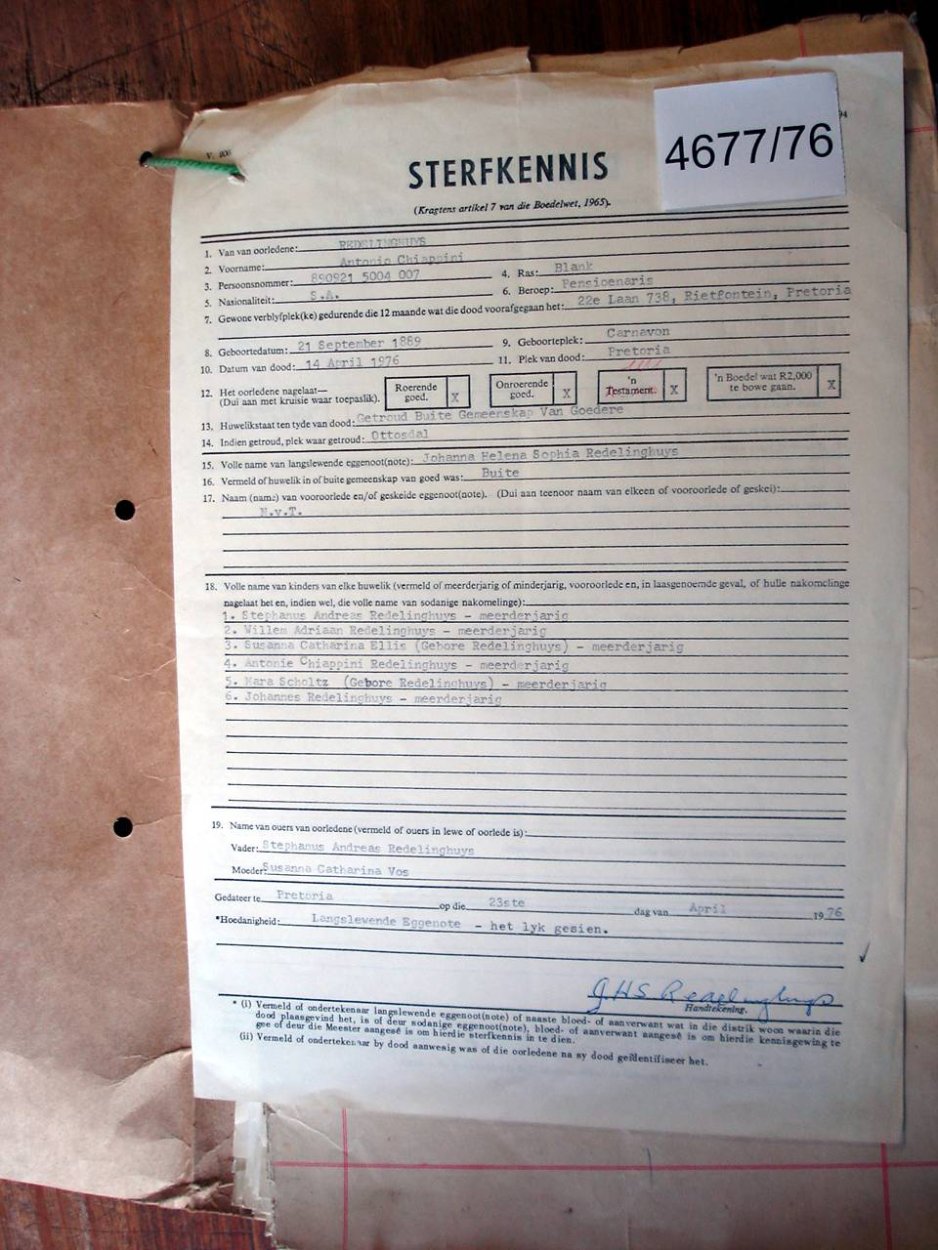 4677/76
STERFKENNIS
(Kragtens artikel 7 van die Boedelwet, 1965).
1. Van van oorledene: REDELINGHUYS
2. Voorname: Antonie Chiappini
3. Persoonsnommer: 890921 5004 007 4. Ras: Blank
5. Nasionaliteit: S.A. 6. Beroep: Pensioenaris
7. Gewone verblyfplek(ke) gedurende die 12 maande wat die dood voorafgegaan het: 22e Laan 738, Rietfontein, Pretoria
8. Geboortedatum: 21 September 1889 9. Geboorteplek: Carnavon
10. Datum van dood: 14 April 1976 11. Plek van dood: Pretoria
12. Het oorledene nagelaat—
(Dui aan met kruisie waar toepaslik).
Roerende goed. X
Onroerende goed. X
'n Testament. X
'n Boedel wat R2,000 te bowe gaan. X
13. Huwelikstaat ten tyde van dood: Getroud Buite Gemeenskap Van Goedere
14. Indien getroud, plek waar getroud: Ottosdal
15. Volle name van langslewende eggenoot(note): Johanna Helena Sophia Redelinghuys
16. Vermeld of huwelik in of buite gemeenskap van goed was: Buite
17. Naam (name) van vooroorlede en/of geskeide eggenoot(note). (Dui aan teenoor naam van elkeen of vooroorlede of geskei):
N.v.T.
18. Volle name van kinders van elke huwelik (vermeld of meerderjarig of minderjarig, vooroorlede en, in laasgenoemde geval, of hulle nakomelinge
nagelaat het en, indien wel, die volle name van sodanige nakomelinge):
1. Stephanus Andreas Redelinghuys - meerderjarig
2. Willem Adriaan Redelinghuys - meerderjarig
3. Susanna Catharina Ellis (Gebore Redelinghuys) - meerderjarig
4. Antonie Chiappini Redelinghuys - meerderjarig
5. Mara Scholtz (Gebore Redelinghuys) - meerderjarig
6. Johannes Redelinghuys - meerderjarig
19. Name van ouers van oorledene (vermeld of ouers in lewe of oorlede is):
Vader: Stephanus Andreas Redelinghuys
Moeder: Susanna Catharina Vos
Gedateer te Pretoria op die 23ste dag van April 1976
*Hoedanigheid: Langslewende Eggenote - het lyk gesien.
J.H.S Redelinghuys
Handtekening.
* (i) Vermeld of ondertekenaar langslewende eggenoot(note) of naaste bloed- of aanverwant wat in die distrik woon waarin die
dood plaasgevind het, is of deur sodanige eggenoot(note), bloed- of aanverwant aangesê is om hierdie kennisgewing te
gee of deur die Meester aangesê is om hierdie sterfkennis in te dien.
(ii) Vermeld of ondertekenaar by dood aanwesig was of die oorledene na sy dood geïdentifiseer het.